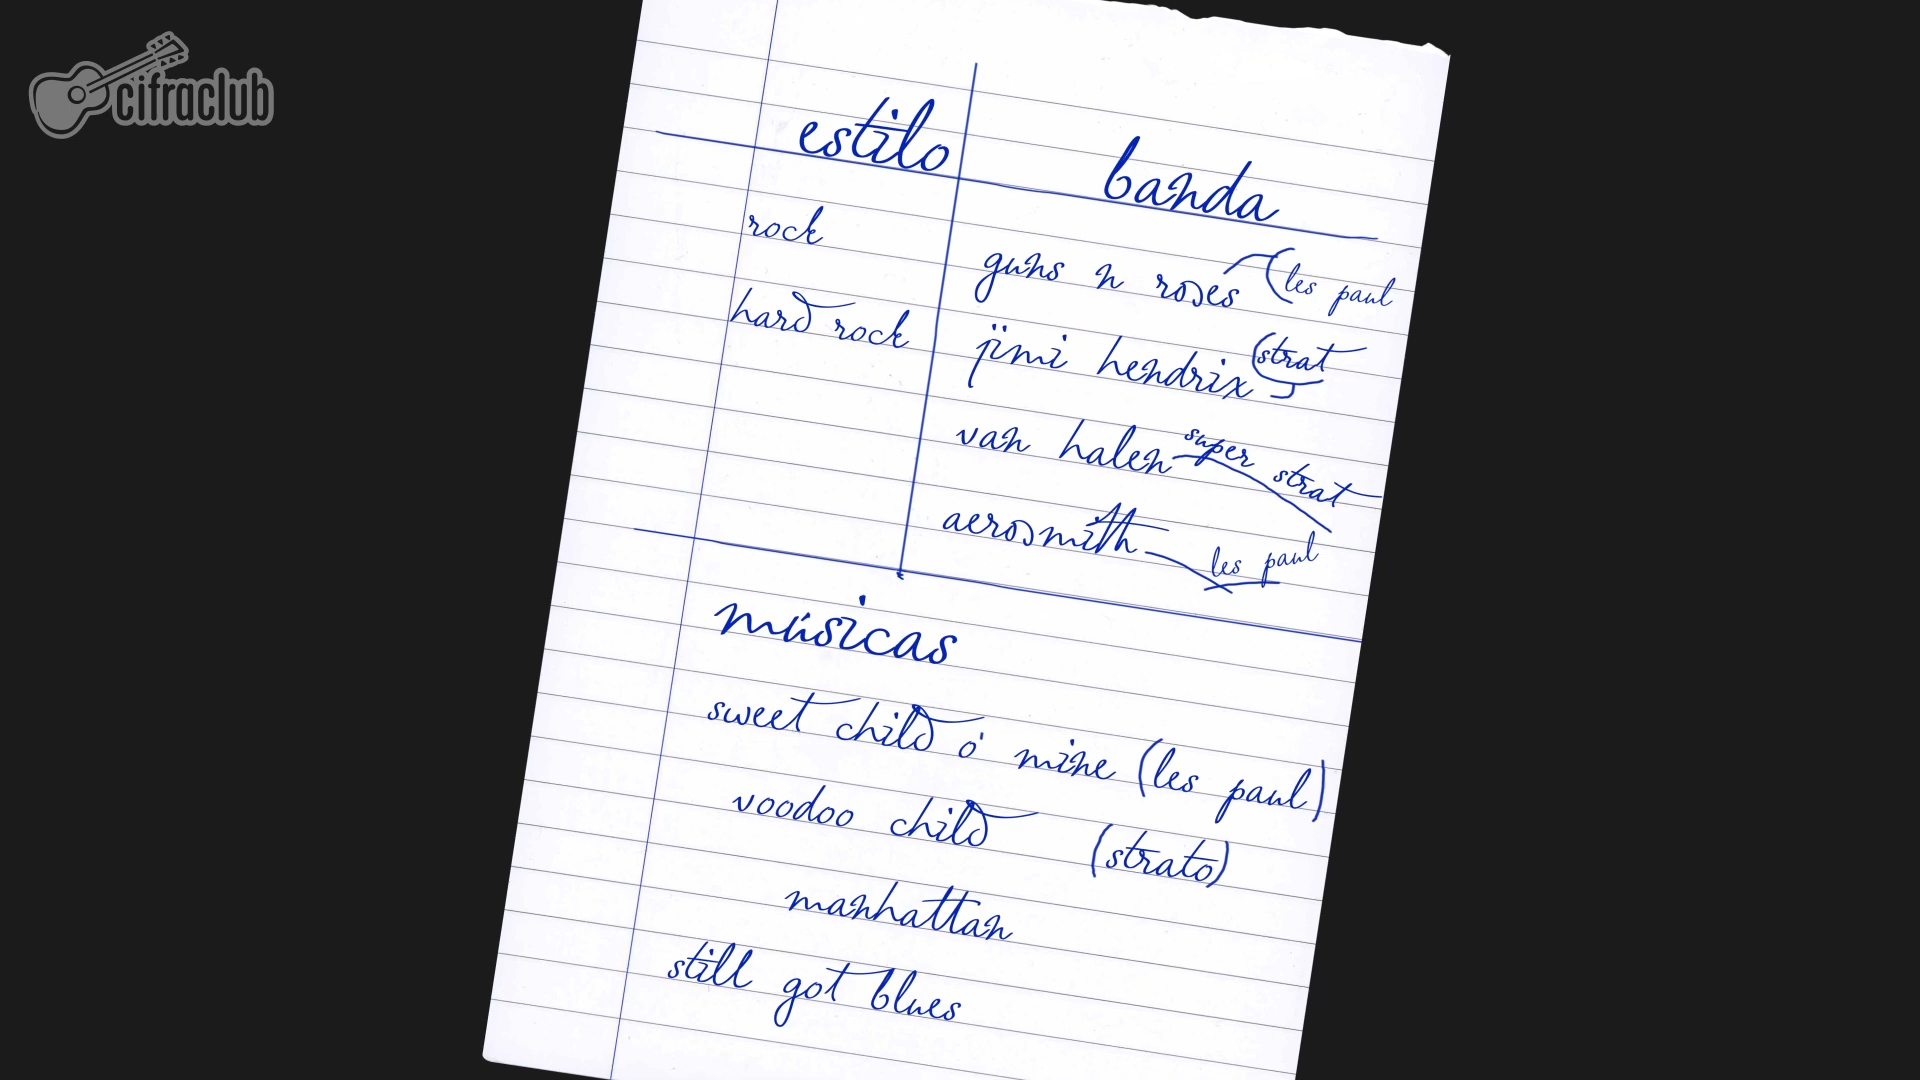 cifraclub
estilo
banda
rock
guns n roses (les paul
hard rock
jimi hendrix (strat
van halen super strat
aerosmith les paul
músicas
sweet child o' mine (les paul)
voodoo child (strato)
manhattan
still got blues